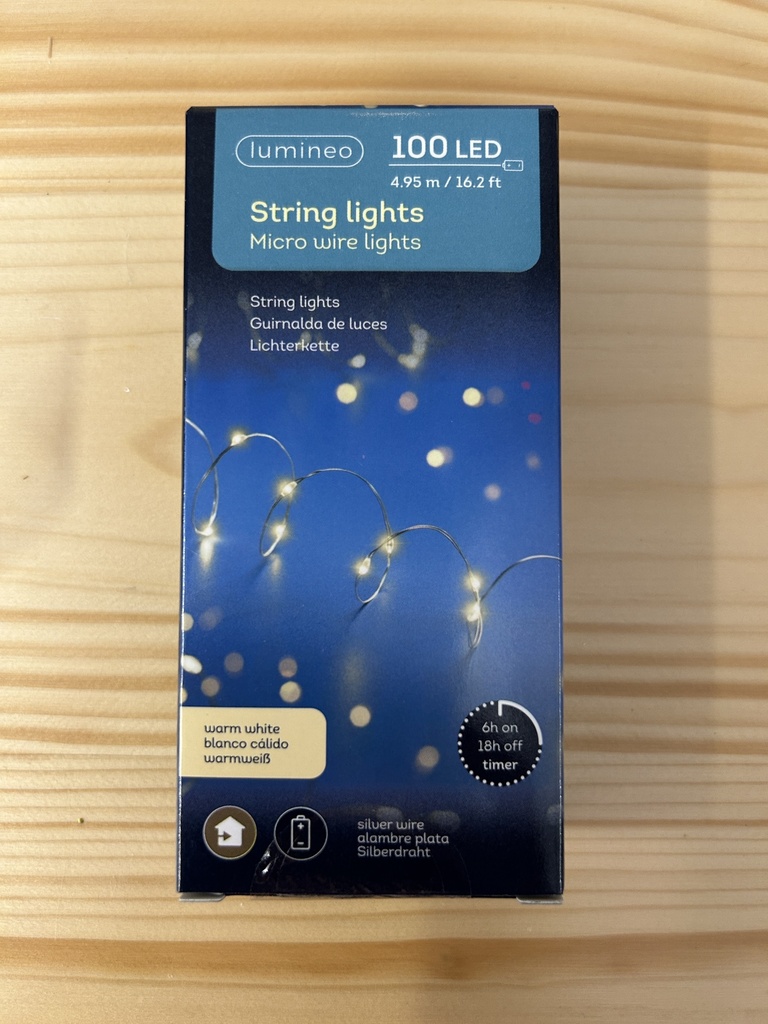 lumineo
100 LED
4.95 m / 16.2 ft
String lights
Micro wire lights
String lights
Guirnalda de luces
Lichterkette
warm white
blanco cálido
warmweiß
6h on
18h off
timer
silver wire
alambre plata
Silberdraht